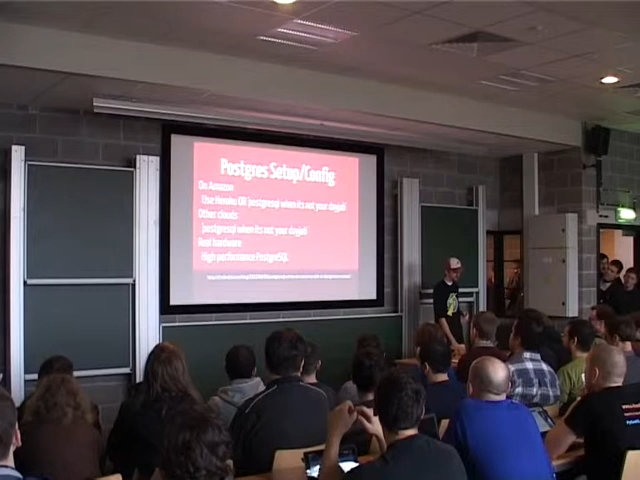 Postgres Setup/Config
On Amazon
Use Heroku OR 'postgresql when its not your dayjob'
Other clouds
'postgresql when its not your dayjob'
Real hardware
High performance PostgreSQL